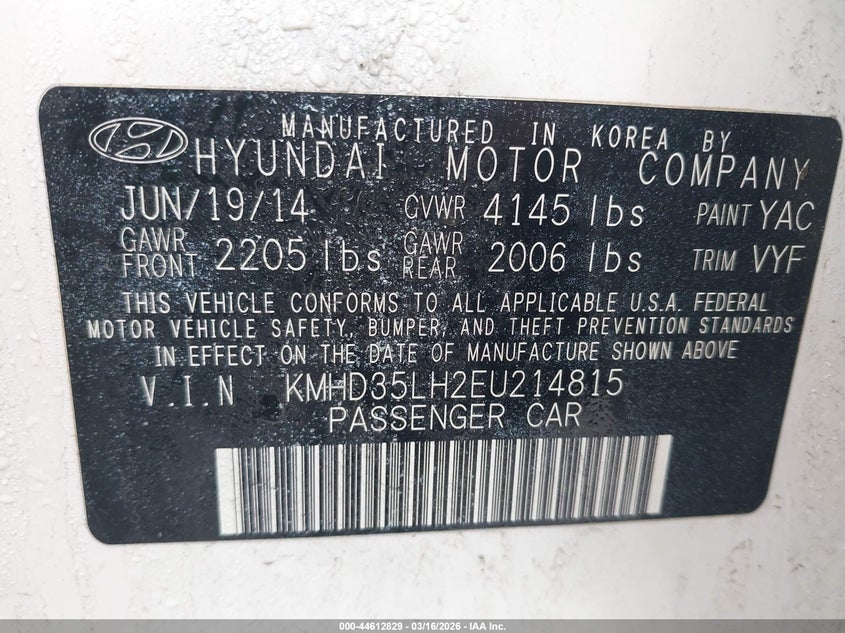 MANUFACTURED IN KOREA BY
HYUNDAI MOTOR COMPANY
JUN/19/14 GVWR 4145 lbs PAINT YAC
GAWR FRONT 2205 lbs GAWR REAR 2006 lbs TRIM VYF
THIS VEHICLE CONFORMS TO ALL APPLICABLE U.S.A. FEDERAL
MOTOR VEHICLE SAFETY, BUMPER, AND THEFT PREVENTION STANDARDS
IN EFFECT ON THE DATE OF MANUFACTURE SHOWN ABOVE
V.I.N KMHD35LH2EU214815
PASSENGER CAR
000-44612829 | 03/16/2026 - IAA Inc.